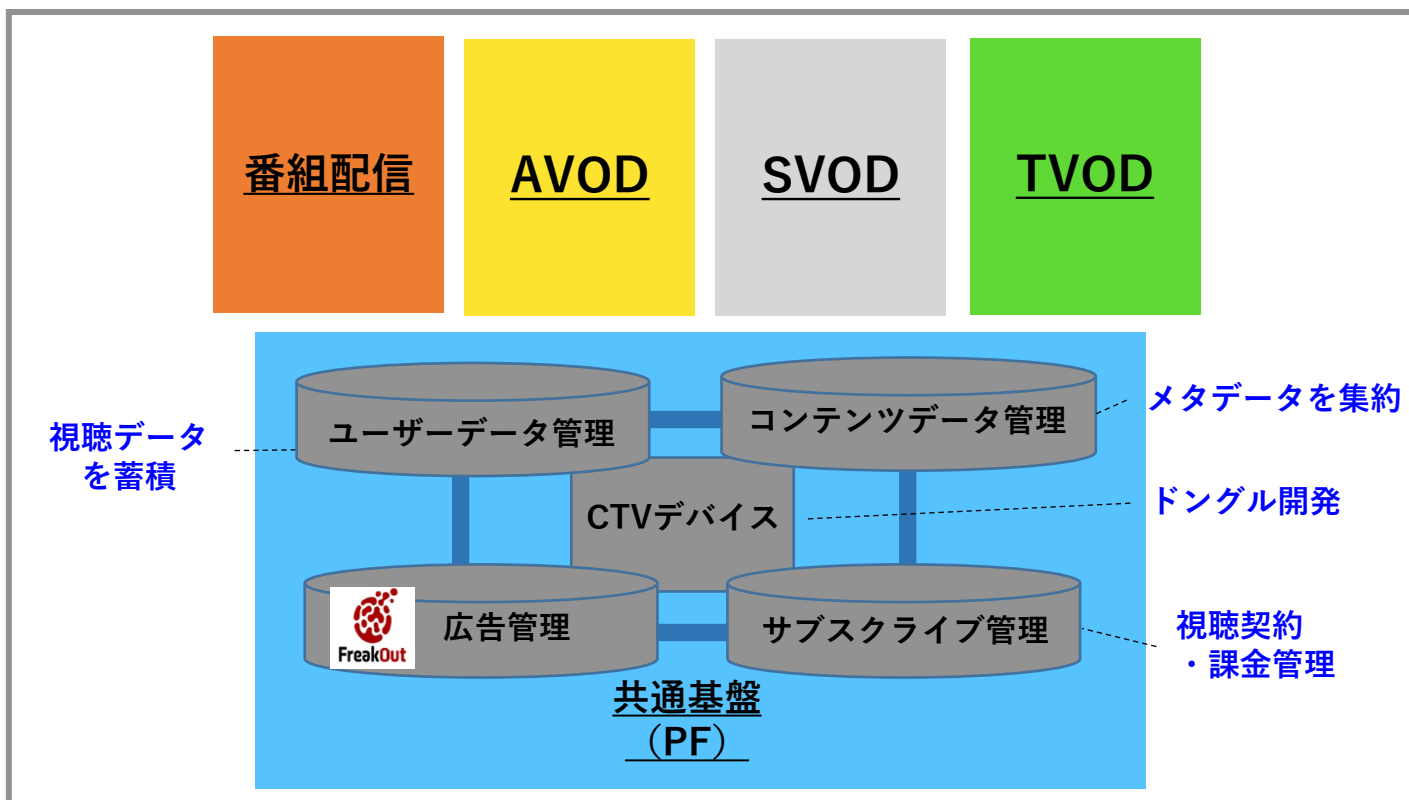 番組配信
AVOD
SVOD
TVOD
ユーザーデータ管理
コンテンツデータ管理
メタデータを集約
視聴データ
を蓄積
CTVデバイス
ドングル開発
FreakOut
広告管理
サブスクライブ管理
視聴契約
・課金管理
共通基盤
（PF）